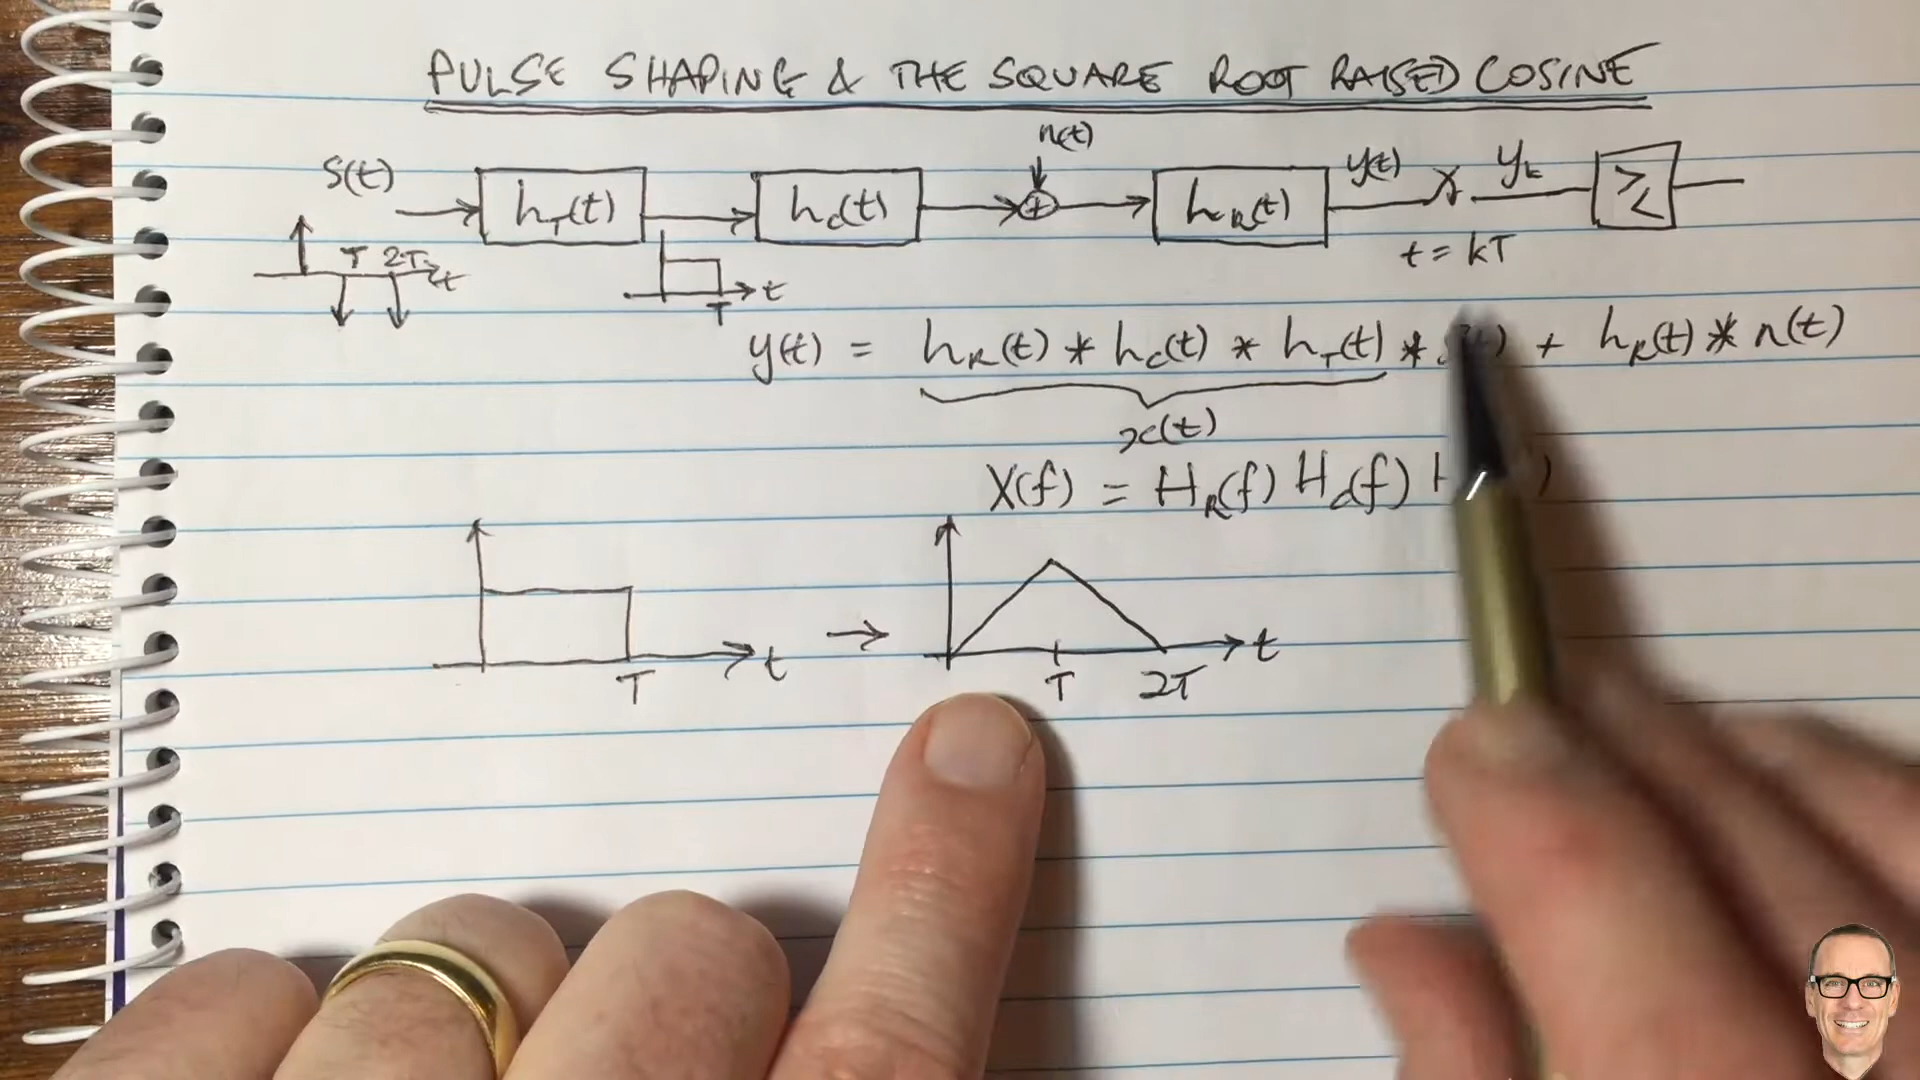 PULSE SHAPING & THE SQUARE ROOT RAISED COSINE
n(t)
s(t) h_T(t) h_c(t) + h_R(t) y(t) y_k ≷
T 2T t t = kT
T t
y(t) = h_R(t) * h_c(t) * h_T(t) * + h_R(t) * n(t)
x(t)
X(f) = H_R(f) H_c(f)
T t → T 2T t